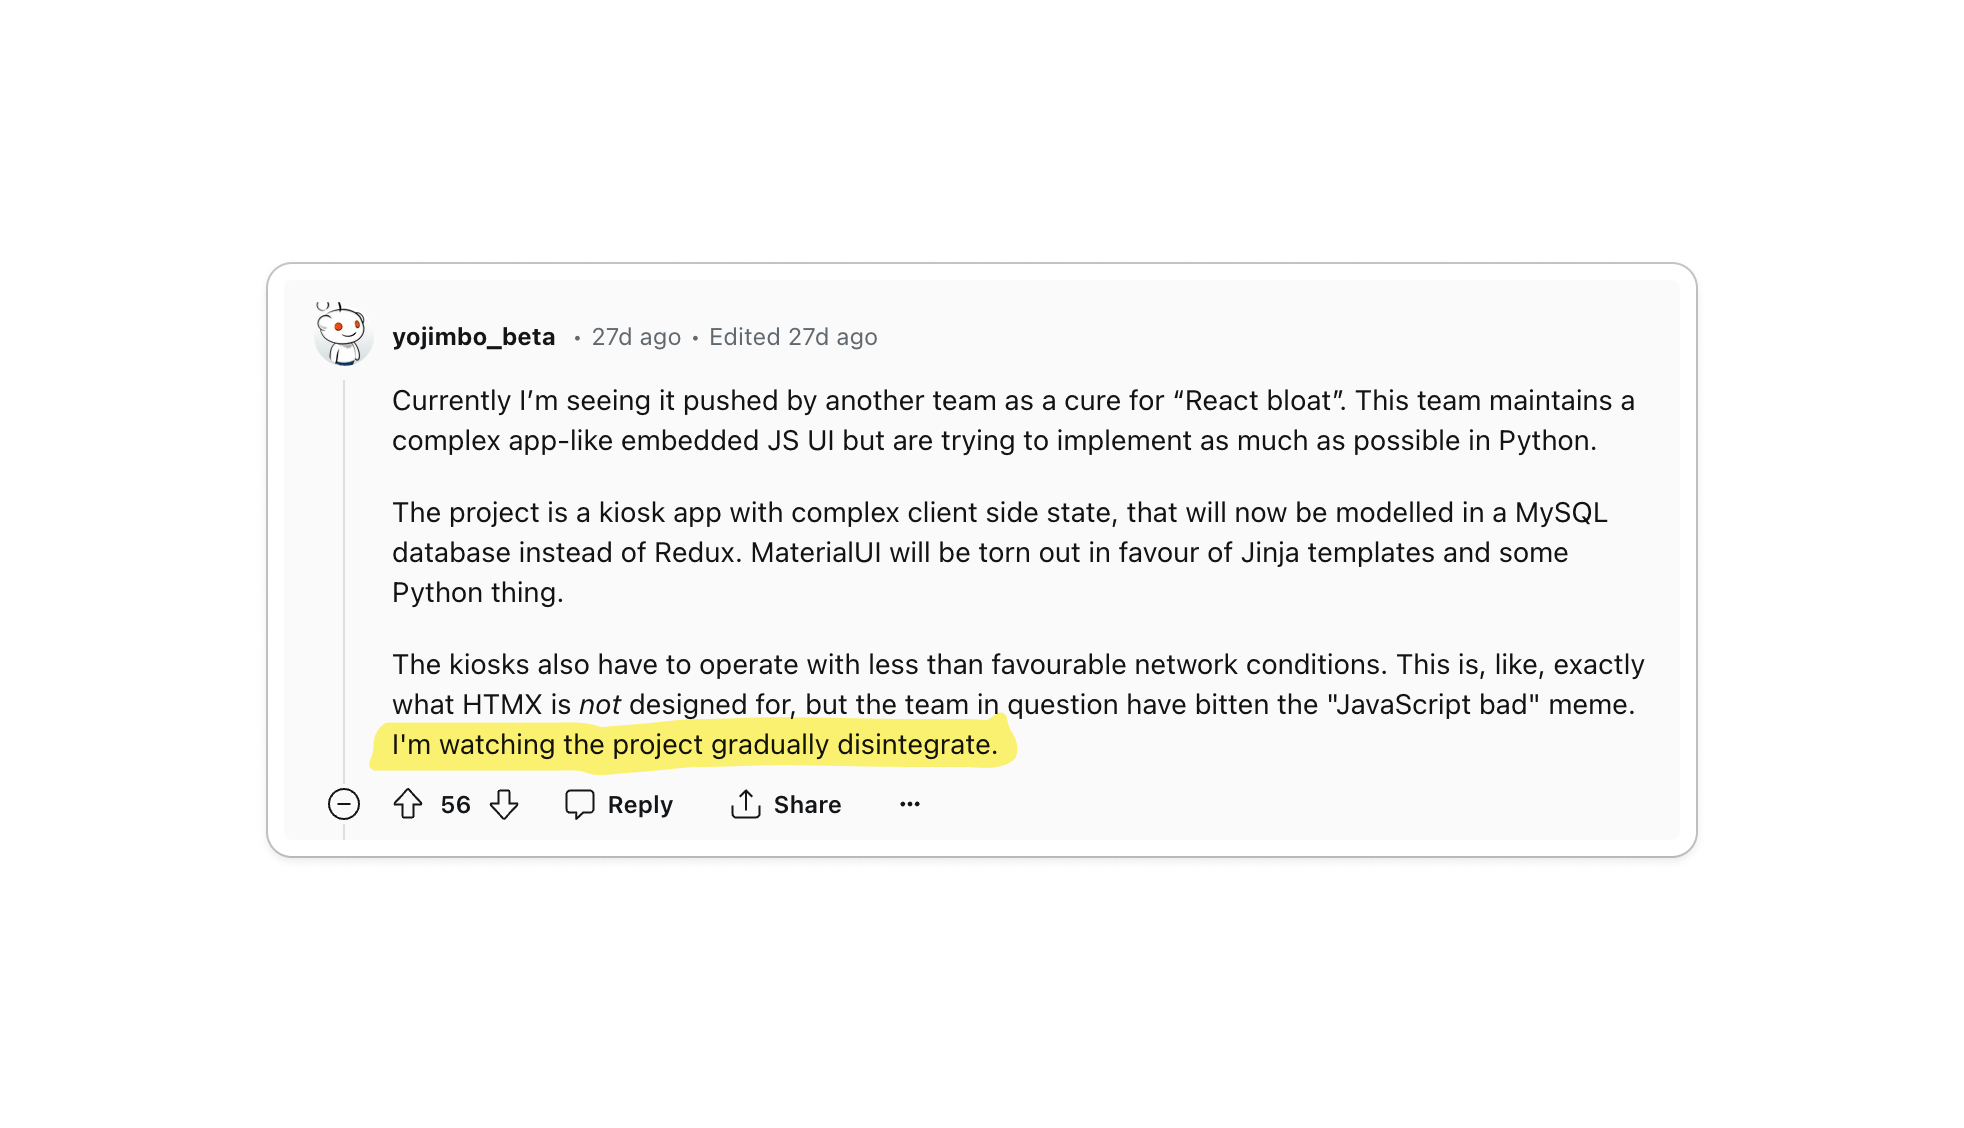 yojimbo_beta • 27d ago • Edited 27d ago
Currently I’m seeing it pushed by another team as a cure for “React bloat”. This team maintains a
complex app-like embedded JS UI but are trying to implement as much as possible in Python.
The project is a kiosk app with complex client side state, that will now be modelled in a MySQL
database instead of Redux. MaterialUI will be torn out in favour of Jinja templates and some
Python thing.
The kiosks also have to operate with less than favourable network conditions. This is, like, exactly
what HTMX is not designed for, but the team in question have bitten the "JavaScript bad" meme.
I'm watching the project gradually disintegrate.
56 Reply Share ...